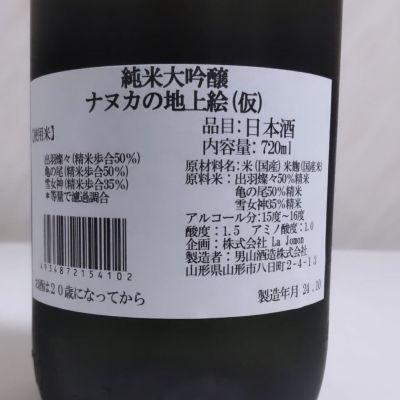 純米大吟醸
ナヌカの地上絵(仮)
使用米】
出羽燦々(精米歩合50%)
亀の尾(精米歩合50%)
雪女神(精米歩合35%)
*等量で濾過調合
4934872154102
は20歳になってから
品目:日本酒
内容量:720ml
原材料名:米(国産)米麹(国産米)
原料米:出羽燦々50%精米
亀の尾50%精米
雪女神35%精米
アルコール分:15度~16度
酸度:1.5 アミノ酸度:1.0
企画:株式会社 La Jomon
製造者:男山酒造株式会社
山形県山形市八日町2-4-13
製造年月 24.10